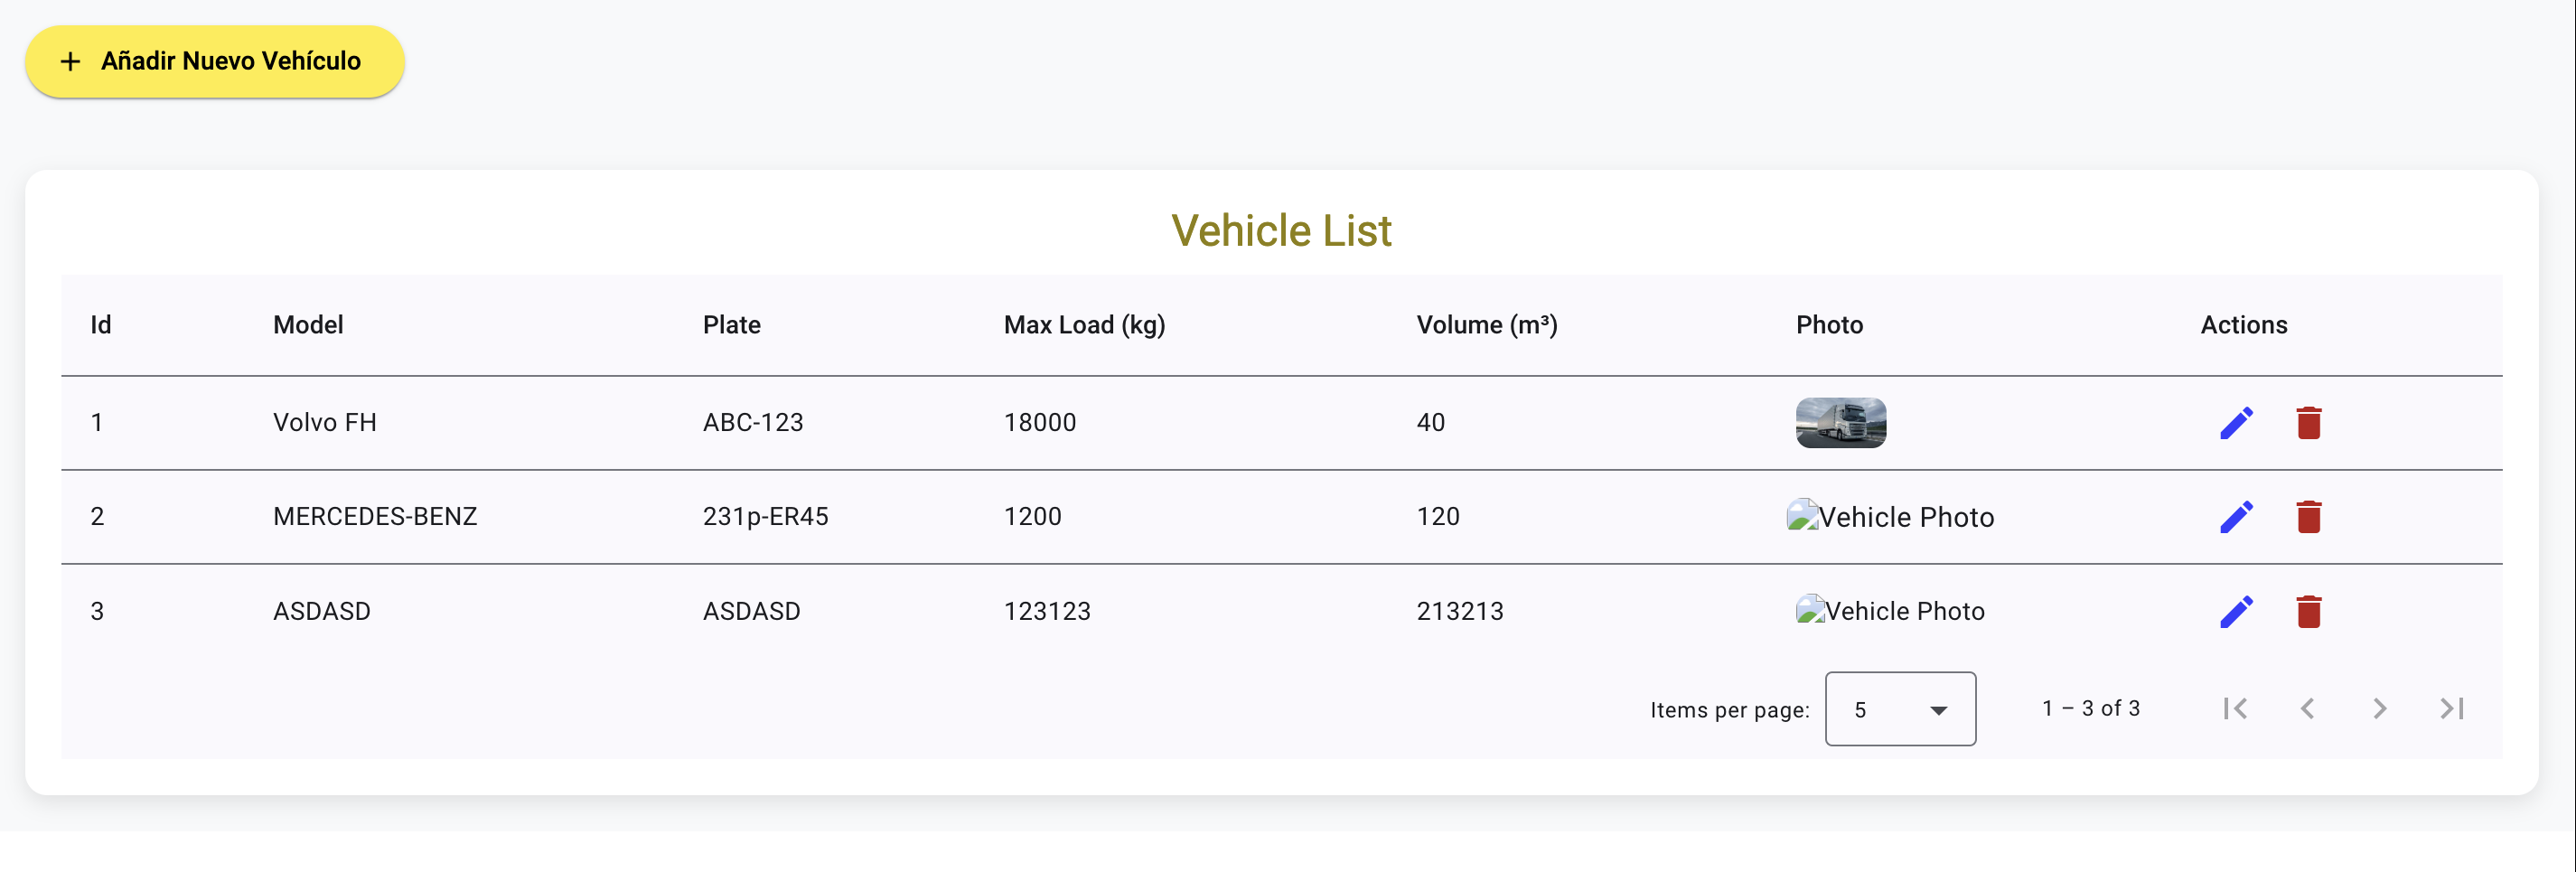 Añadir Nuevo Vehículo
Vehicle List
Id Model Plate Max Load (kg) Volume (m³) Photo Actions
1 Volvo FH ABC-123 18000 40
2 MERCEDES-BENZ 231p-ER45 1200 120 Vehicle Photo
3 ASDASD ASDASD 123123 213213 Vehicle Photo
Items per page: 5 1 – 3 of 3